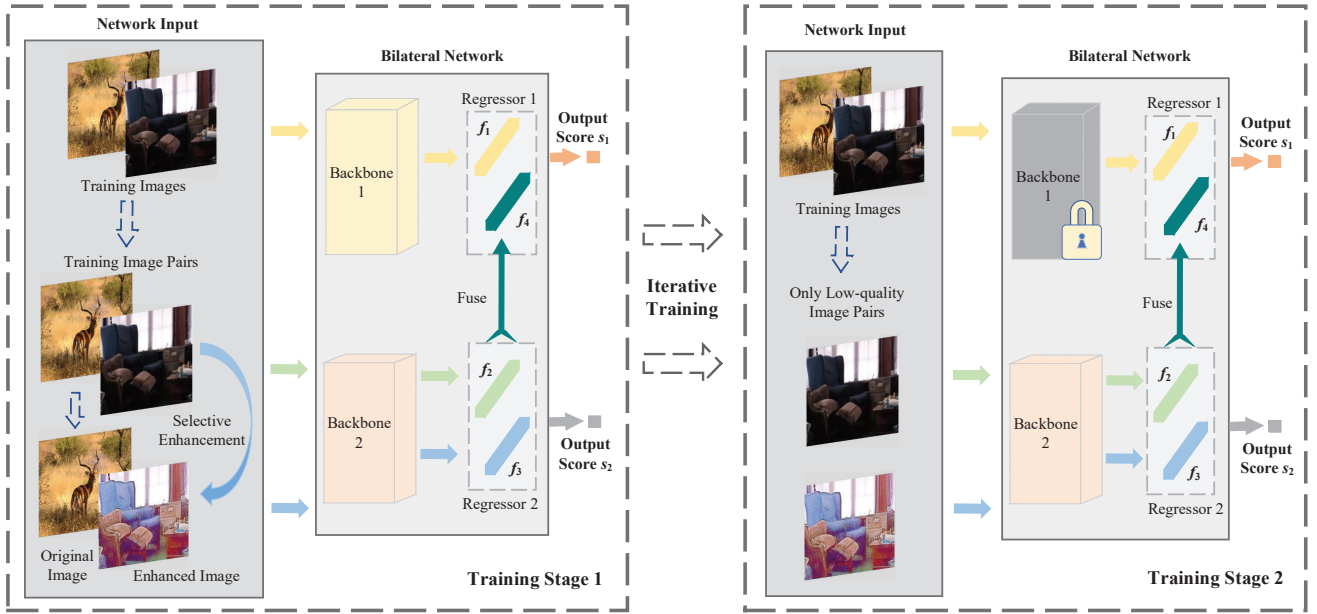 Network Input
Training Images
Training Image Pairs
Selective
Enhancement
Original
Image
Enhanced Image
Bilateral Network
Backbone
1
Regressor 1
f1
f4
Output
Score s1
Fuse
Backbone
2
f2
f3
Regressor 2
Output
Score s2
Training Stage 1
Iterative
Training
Network Input
Training Images
Only Low-quality
Image Pairs
Bilateral Network
Backbone
1
Regressor 1
f1
f4
Output
Score s1
Fuse
Backbone
2
f2
f3
Regressor 2
Output
Score s2
Training Stage 2